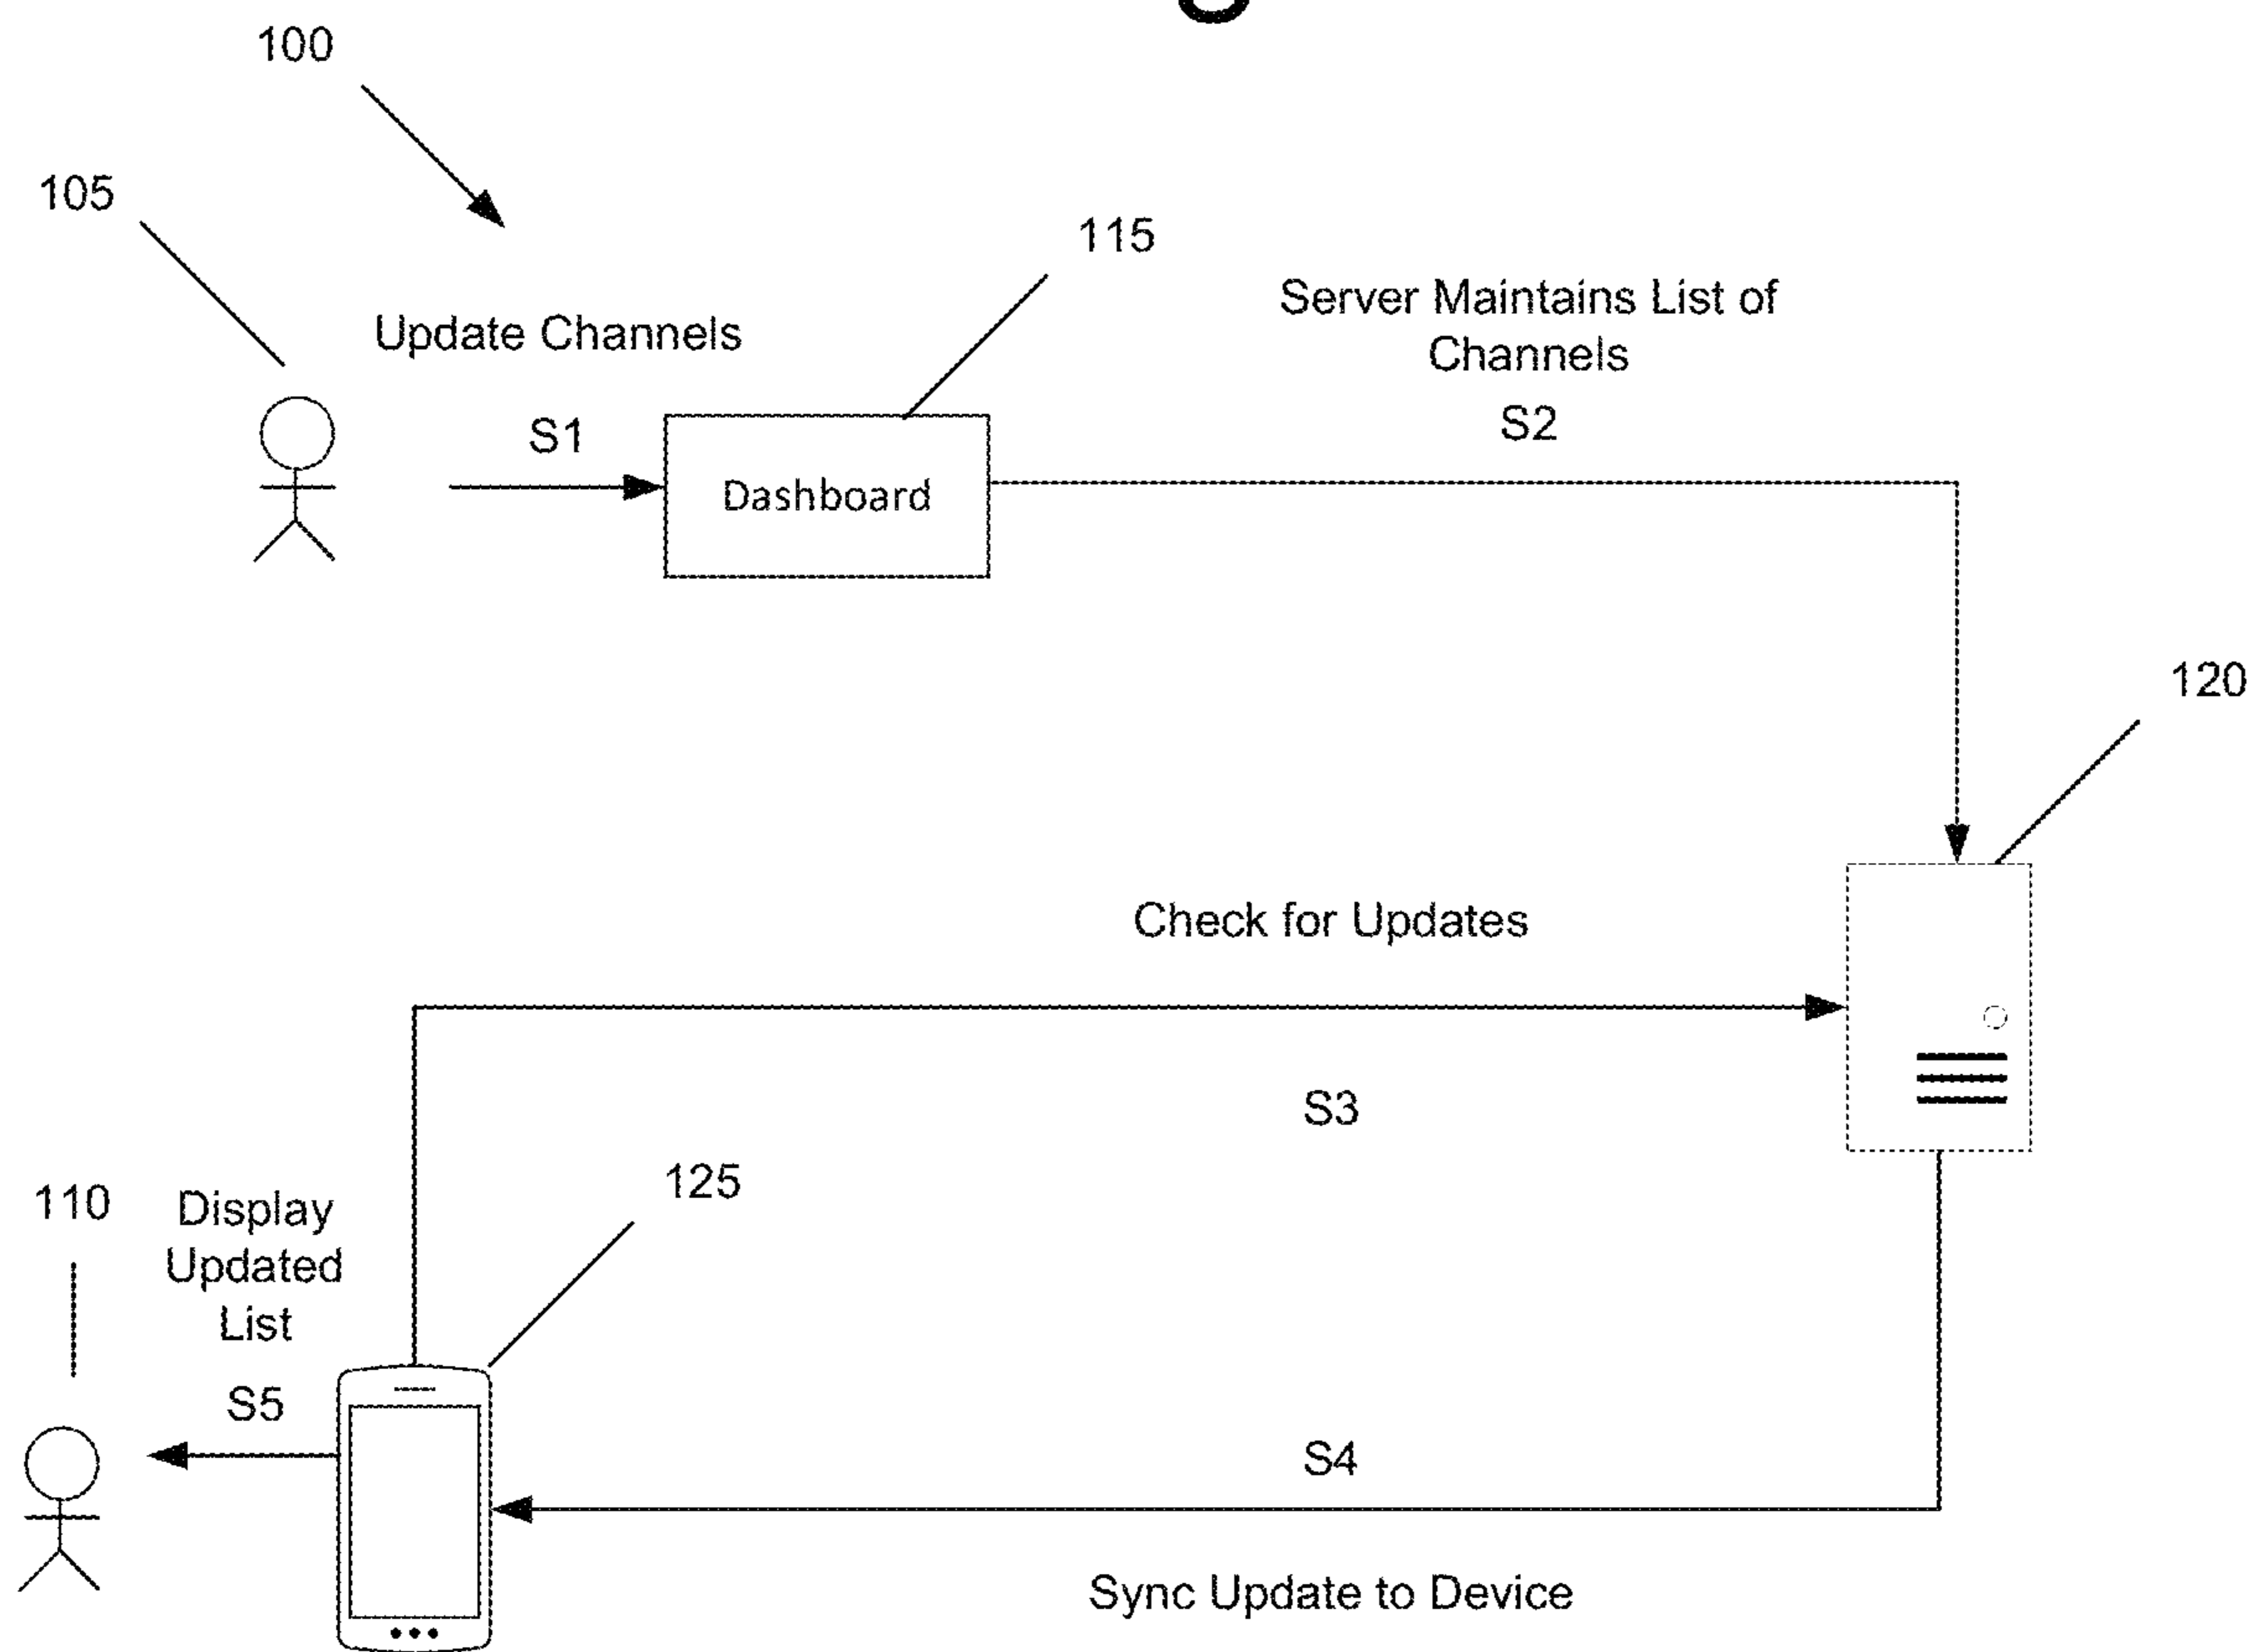 100
105
115
Update Channels
Server Maintains List of
Channels
S1
S2
Dashboard
120
Check for Updates
S3
125
110
Display
Updated
List
S5
S4
Sync Update to Device